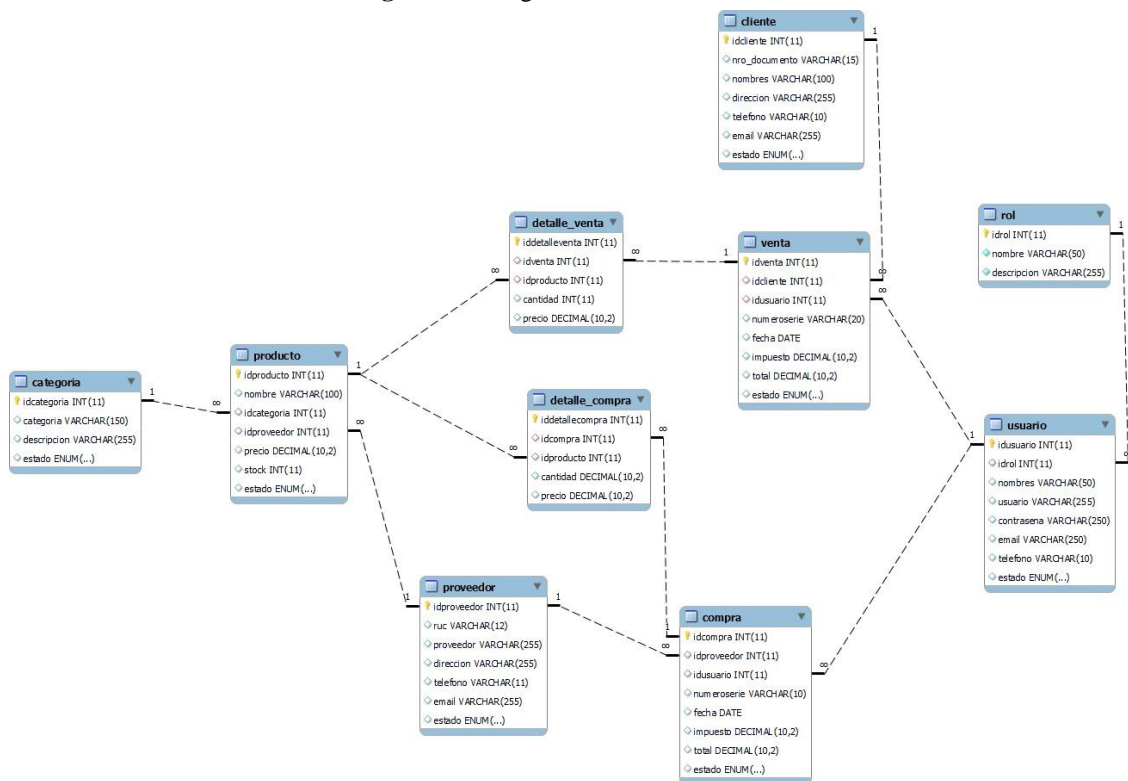 cliente
idcliente INT(11)
nro_documento VARCHAR(15)
nombres VARCHAR(100)
direccion VARCHAR(255)
telefono VARCHAR(10)
email VARCHAR(255)
estado ENUM(...)
1
detalle_venta
iddetalleventa INT(11)
idventa INT(11)
idproducto INT(11)
cantidad INT(11)
precio DECIMAL(10,2)
∞
∞
venta
idventa INT(11)
idcliente INT(11)
idusuario INT(11)
numeroserie VARCHAR(20)
fecha DATE
impuesto DECIMAL(10,2)
total DECIMAL(10,2)
estado ENUM(...)
1
∞
∞
rol
idrol INT(11)
nombre VARCHAR(50)
descripcion VARCHAR(255)
1
categoria
idcategoria INT(11)
categoria VARCHAR(150)
descripcion VARCHAR(255)
estado ENUM(...)
1
producto
idproducto INT(11)
nombre VARCHAR(100)
idcategoria INT(11)
idproveedor INT(11)
precio DECIMAL(10,2)
stock INT(11)
estado ENUM(...)
∞
1
∞
detalle_compra
iddetallecompra INT(11)
idcompra INT(11)
idproducto INT(11)
cantidad DECIMAL(10,2)
precio DECIMAL(10,2)
∞
∞
usuario
idusuario INT(11)
idrol INT(11)
nombres VARCHAR(50)
usuario VARCHAR(255)
contrasena VARCHAR(250)
email VARCHAR(250)
telefono VARCHAR(10)
estado ENUM(...)
1
∞
proveedor
idproveedor INT(11)
ruc VARCHAR(12)
proveedor VARCHAR(255)
direccion VARCHAR(255)
telefono VARCHAR(11)
email VARCHAR(255)
estado ENUM(...)
1
1
compra
idcompra INT(11)
idproveedor INT(11)
idusuario INT(11)
numeroserie VARCHAR(10)
fecha DATE
impuesto DECIMAL(10,2)
total DECIMAL(10,2)
estado ENUM(...)
1
∞
∞